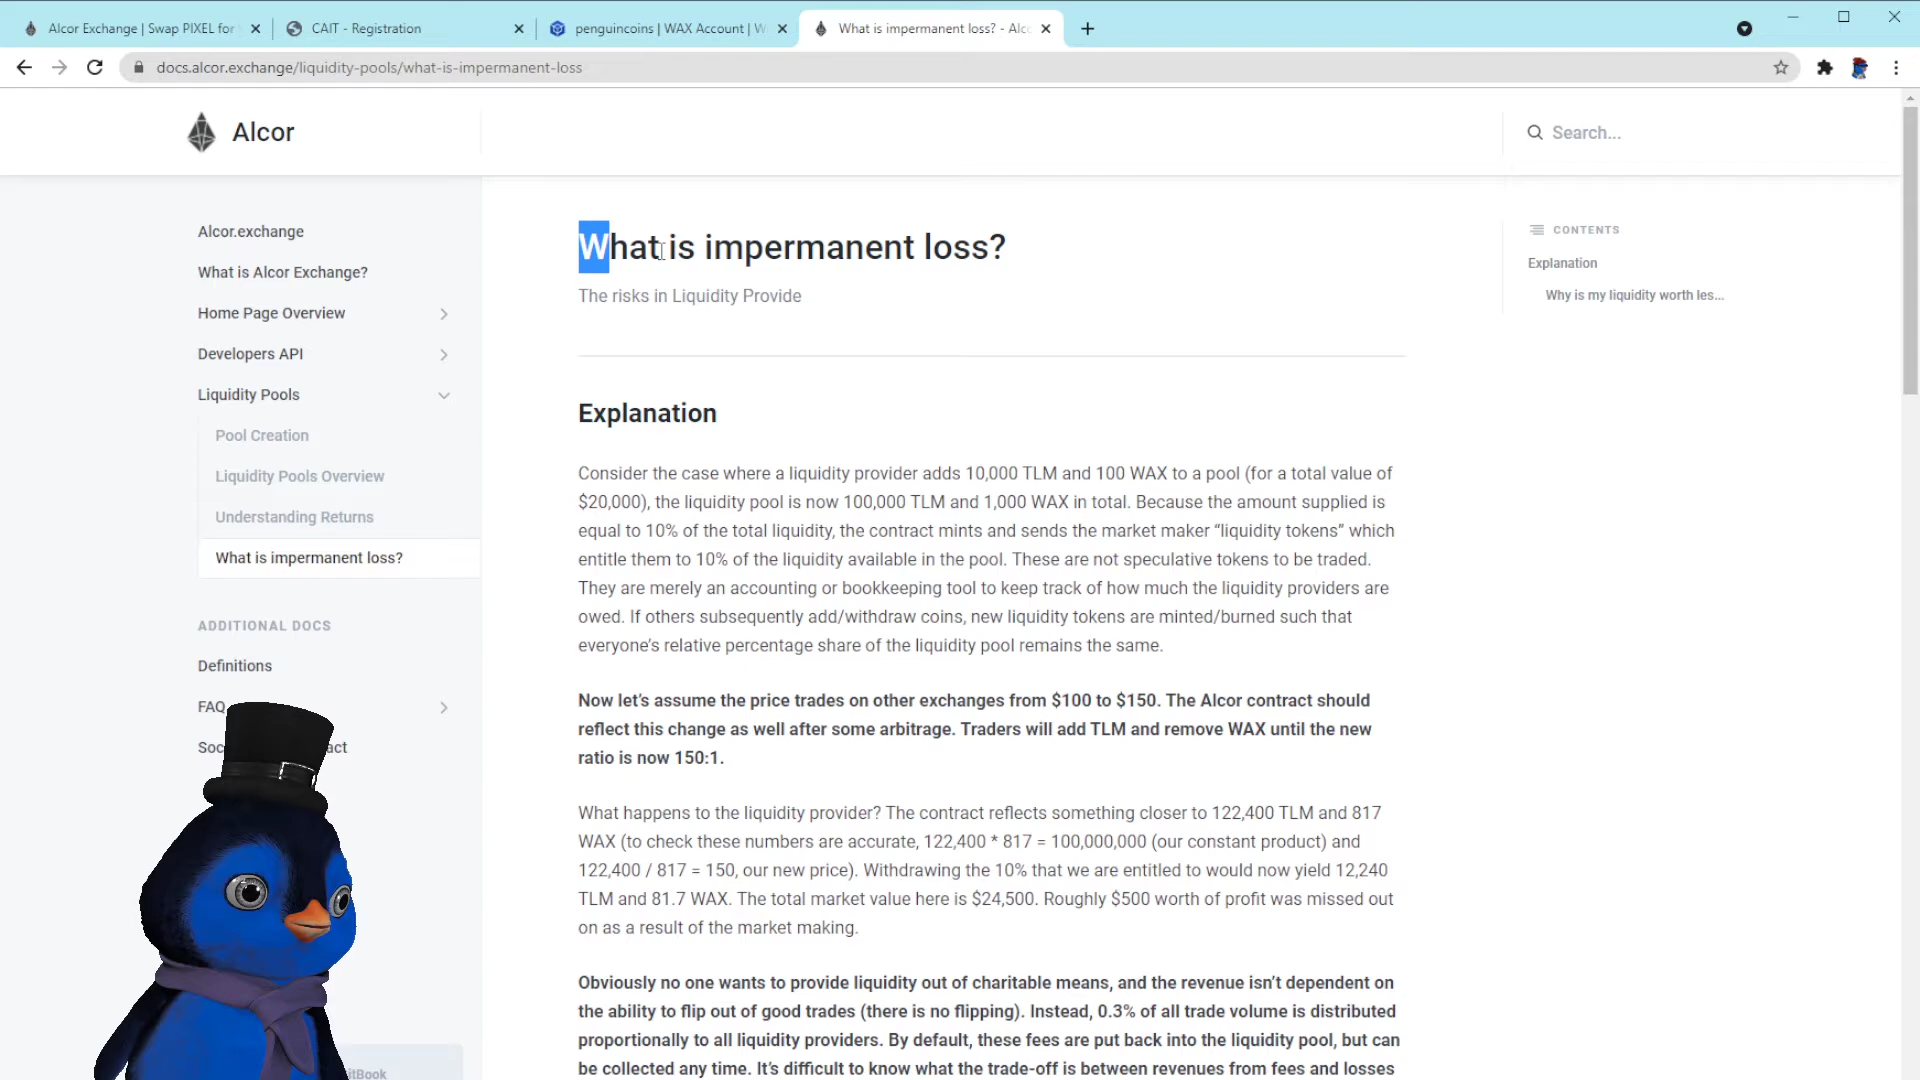 Alcor Exchange | Swap PIXEL for
CAIT - Registration
penguincoins | WAX Account | W
What is impermanent loss? - Alc
docs.alcor.exchange/liquidity-pools/what-is-impermanent-loss
Alcor
Search...
Alcor.exchange
What is Alcor Exchange?
Home Page Overview
Developers API
Liquidity Pools
Pool Creation
Liquidity Pools Overview
Understanding Returns
What is impermanent loss?
ADDITIONAL DOCS
Definitions
FAQ
What is impermanent loss?
The risks in Liquidity Provide
Explanation
Consider the case where a liquidity provider adds 10,000 TLM and 100 WAX to a pool (for a total value of
$20,000), the liquidity pool is now 100,000 TLM and 1,000 WAX in total. Because the amount supplied is
equal to 10% of the total liquidity, the contract mints and sends the market maker “liquidity tokens” which
entitle them to 10% of the liquidity available in the pool. These are not speculative tokens to be traded.
They are merely an accounting or bookkeeping tool to keep track of how much the liquidity providers are
owed. If others subsequently add/withdraw coins, new liquidity tokens are minted/burned such that
everyone’s relative percentage share of the liquidity pool remains the same.
Now let’s assume the price trades on other exchanges from $100 to $150. The Alcor contract should
reflect this change as well after some arbitrage. Traders will add TLM and remove WAX until the new
ratio is now 150:1.
What happens to the liquidity provider? The contract reflects something closer to 122,400 TLM and 817
WAX (to check these numbers are accurate, 122,400 * 817 = 100,000,000 (our constant product) and
122,400 / 817 = 150, our new price). Withdrawing the 10% that we are entitled to would now yield 12,240
TLM and 81.7 WAX. The total market value here is $24,500. Roughly $500 worth of profit was missed out
on as a result of the market making.
Obviously no one wants to provide liquidity out of charitable means, and the revenue isn’t dependent on
the ability to flip out of good trades (there is no flipping). Instead, 0.3% of all trade volume is distributed
proportionally to all liquidity providers. By default, these fees are put back into the liquidity pool, but can
be collected any time. It’s difficult to know what the trade-off is between revenues from fees and losses
CONTENTS
Explanation
Why is my liquidity worth les...